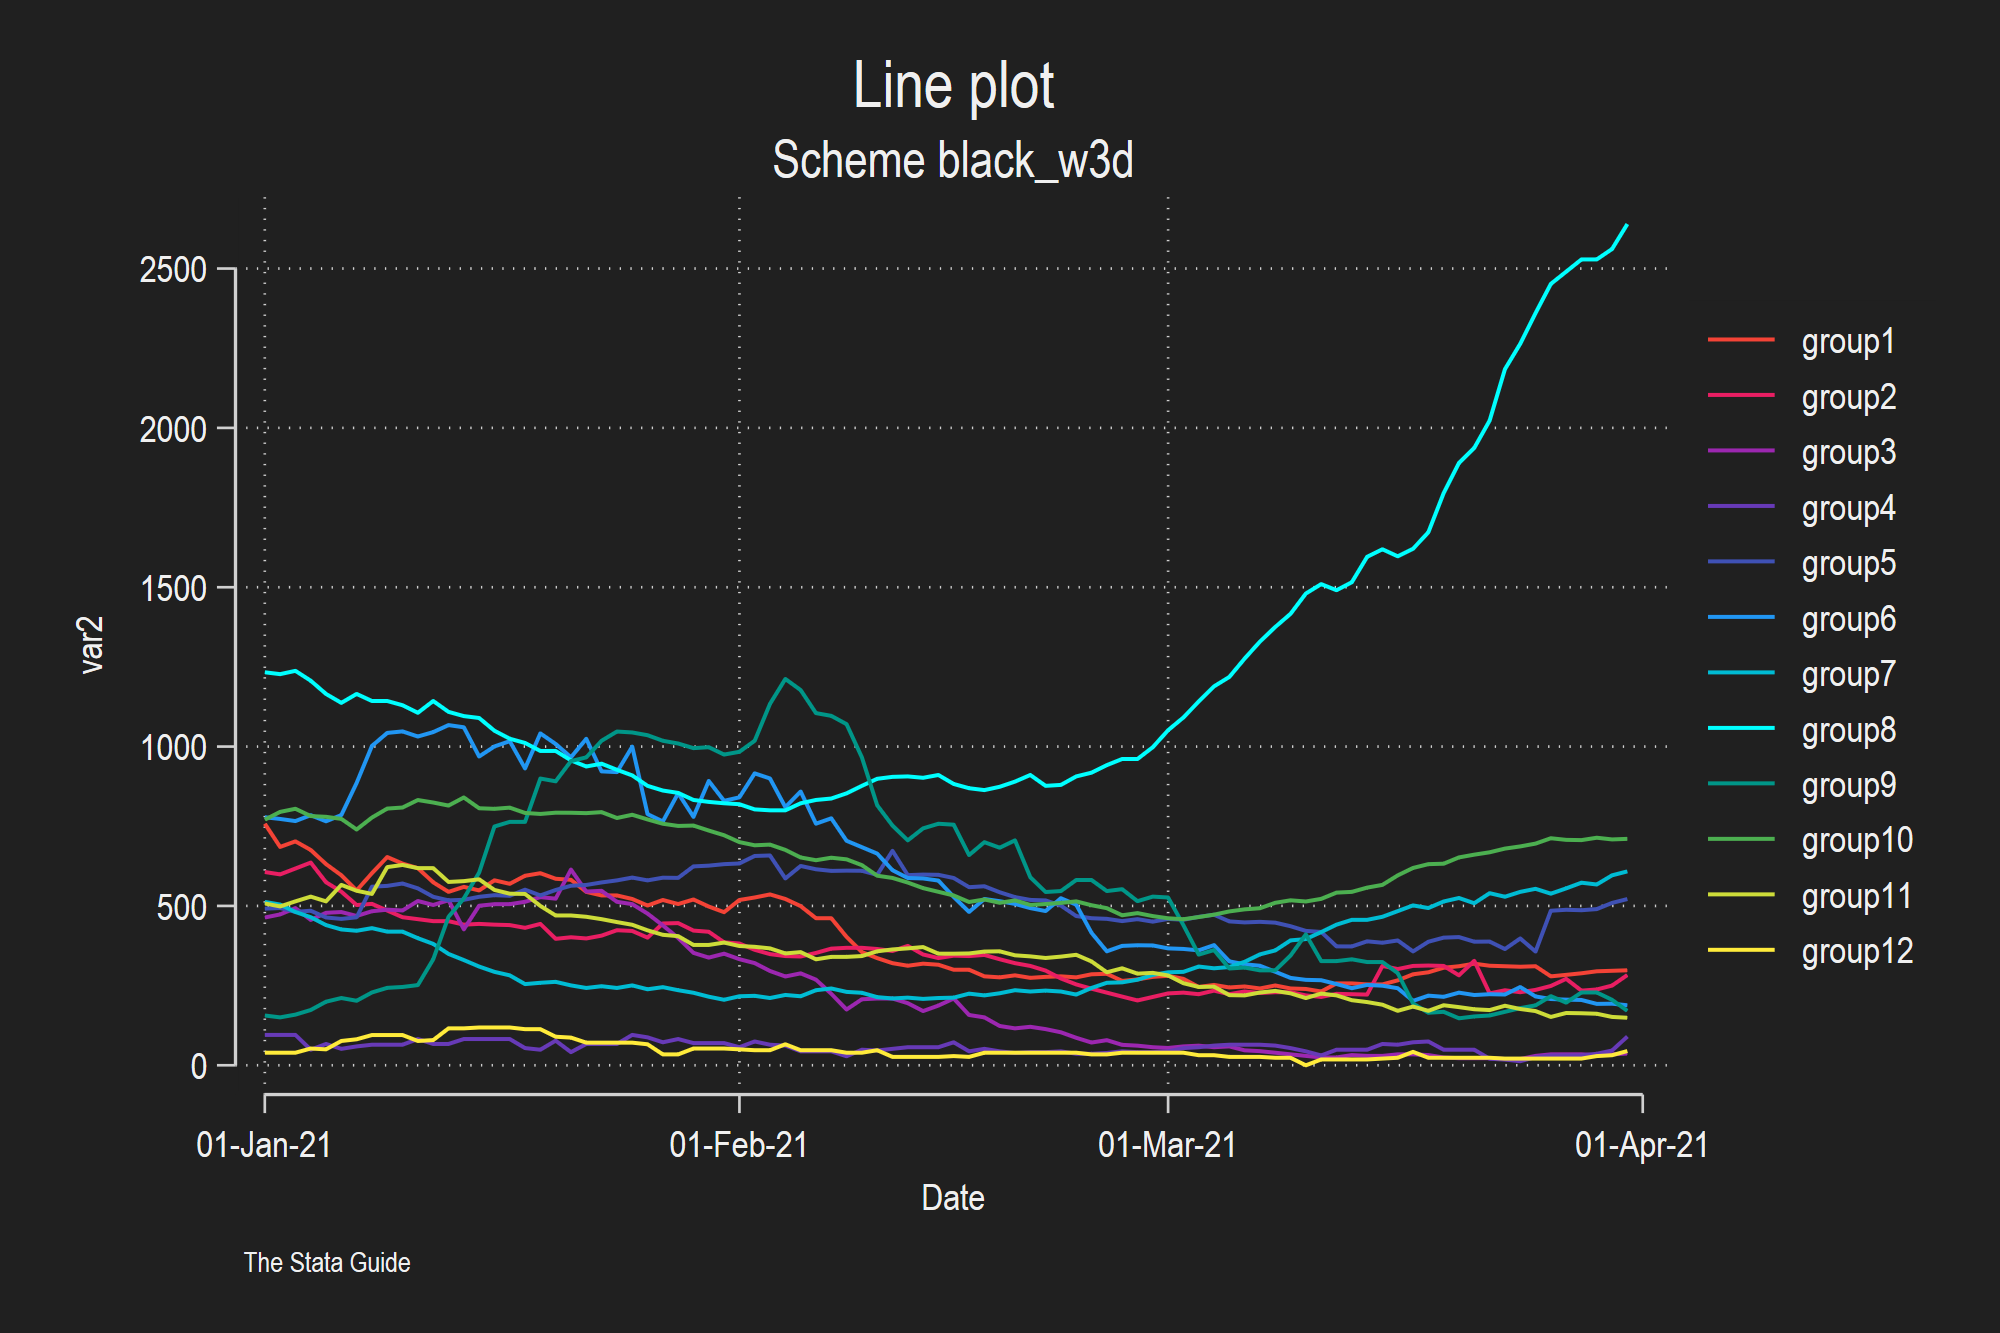 Line plot
Scheme black_w3d
2500
2000
1500
1000
500
0
var2
01-Jan-21
01-Feb-21
01-Mar-21
01-Apr-21
Date
group1
group2
group3
group4
group5
group6
group7
group8
group9
group10
group11
group12
The Stata Guide